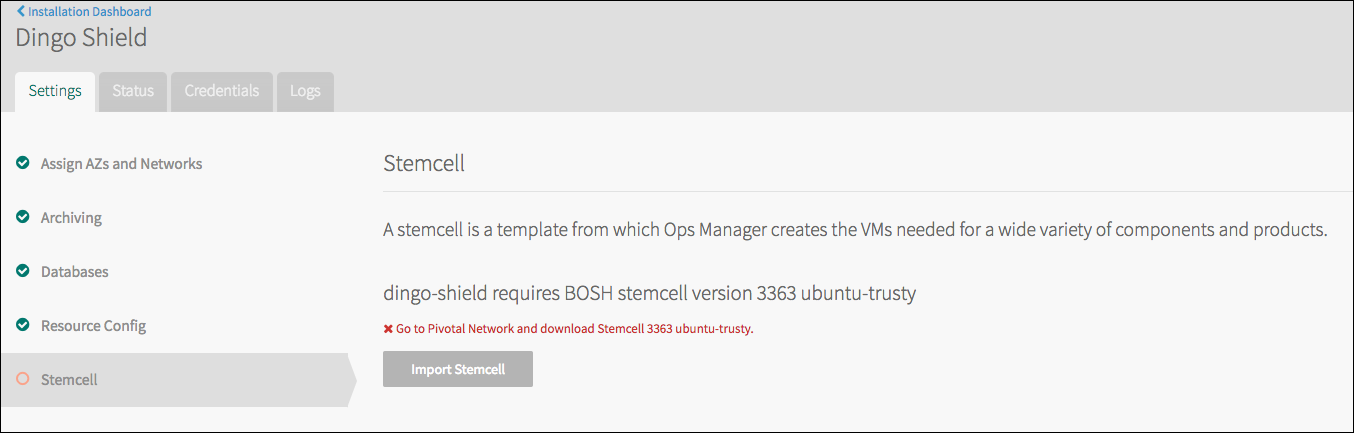 Installation Dashboard
Dingo Shield
Settings
Status
Credentials
Logs
Assign AZs and Networks
Archiving
Databases
Resource Config
Stemcell
Stemcell
A stemcell is a template from which Ops Manager creates the VMs needed for a wide variety of components and products.
dingo-shield requires BOSH stemcell version 3363 ubuntu-trusty
Go to Pivotal Network and download Stemcell 3363 ubuntu-trusty.
Import Stemcell